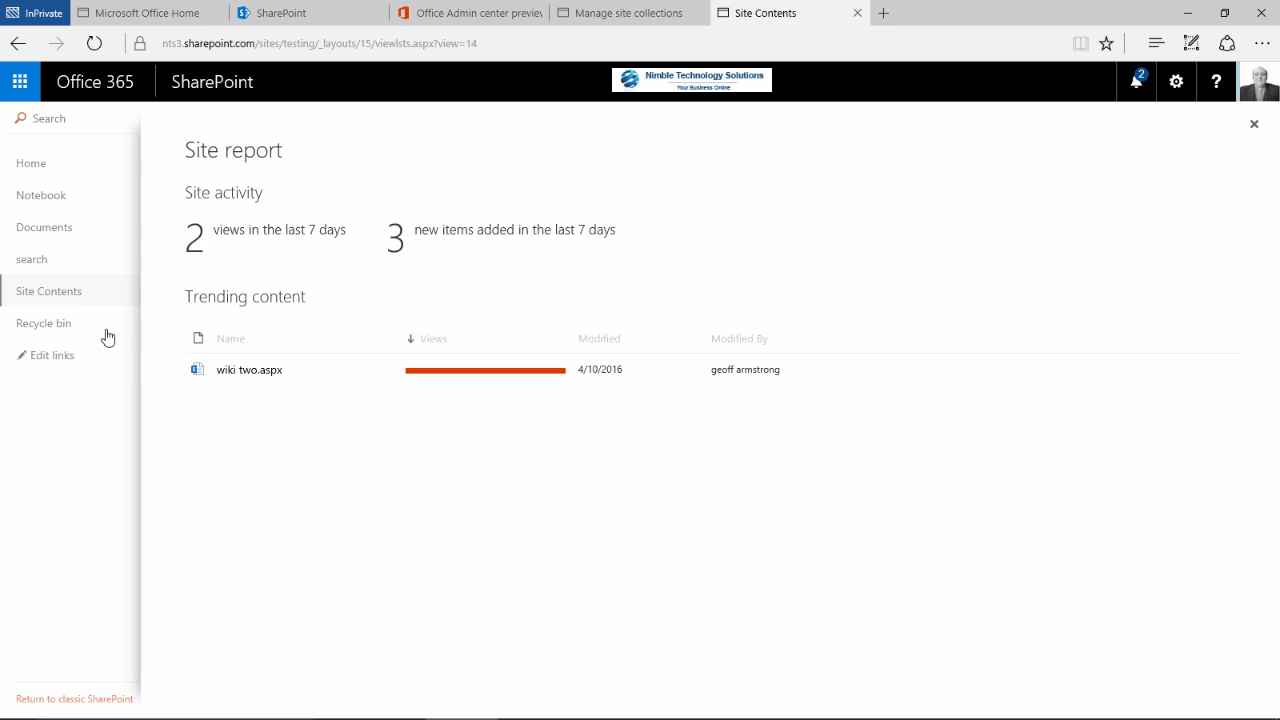 InPrivate Microsoft Office Home SharePoint Office Admin center preview Manage site collections Site Contents
nts3.sharepoint.com/sites/testing/_layouts/15/viewlsts.aspx?view=14
Office 365 SharePoint Nimble Technology Solutions 2 ?
Your Business Online
Search
Site report
Home
Site activity
Notebook
2 views in the last 7 days 3 new items added in the last 7 days
Documents
search
Site Contents
Trending content
Recycle bin
Name Views Modified Modified By
Edit links
wiki two.aspx 4/10/2016 geoff armstrong
Return to classic SharePoint